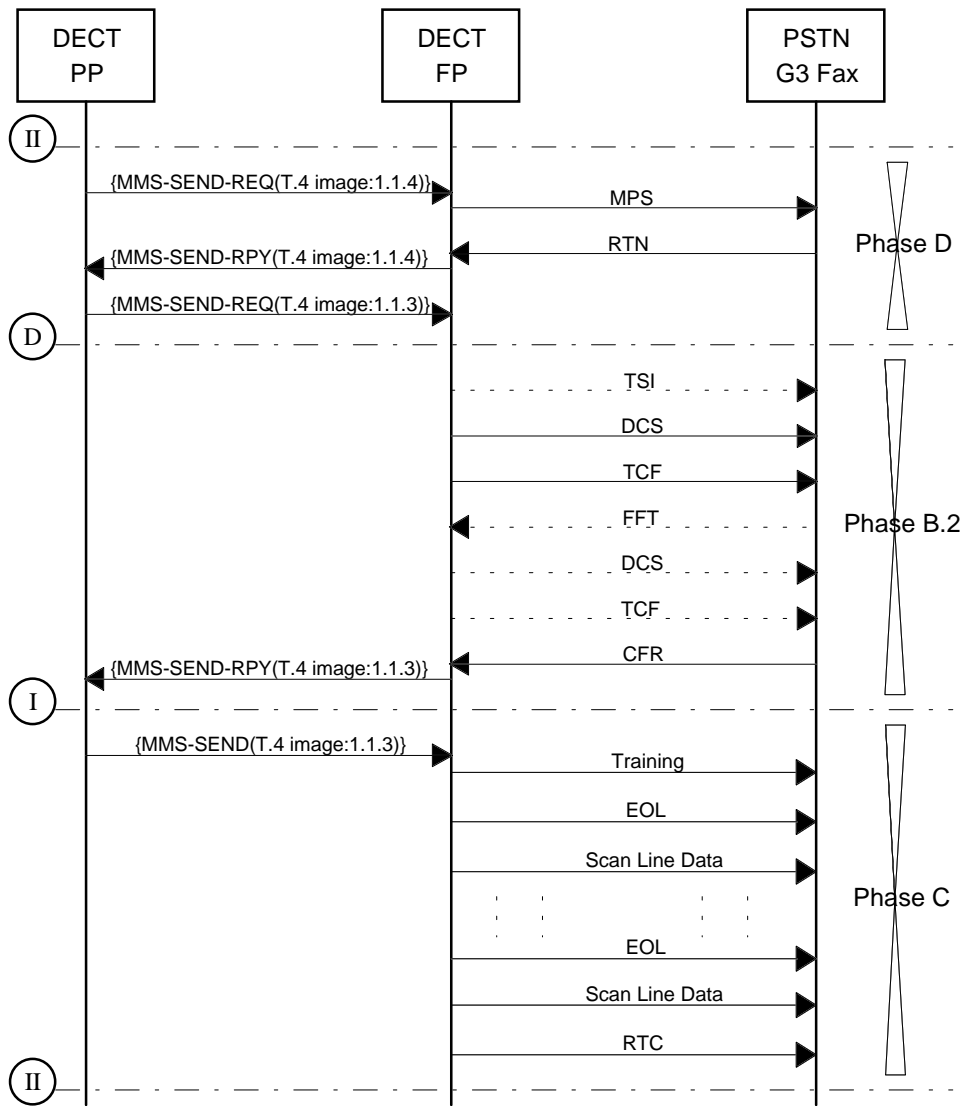 DECT
PP
DECT
FP
PSTN
G3 Fax
II
{MMS-SEND-REQ(T.4 image:1.1.4)}
MPS
RTN
Phase D
{MMS-SEND-RPY(T.4 image:1.1.4)}
{MMS-SEND-REQ(T.4 image:1.1.3)}
D
TSI
DCS
TCF
FFT
Phase B.2
DCS
TCF
CFR
{MMS-SEND-RPY(T.4 image:1.1.3)}
I
{MMS-SEND(T.4 image:1.1.3)}
Training
EOL
Scan Line Data
Phase C
EOL
Scan Line Data
RTC
II